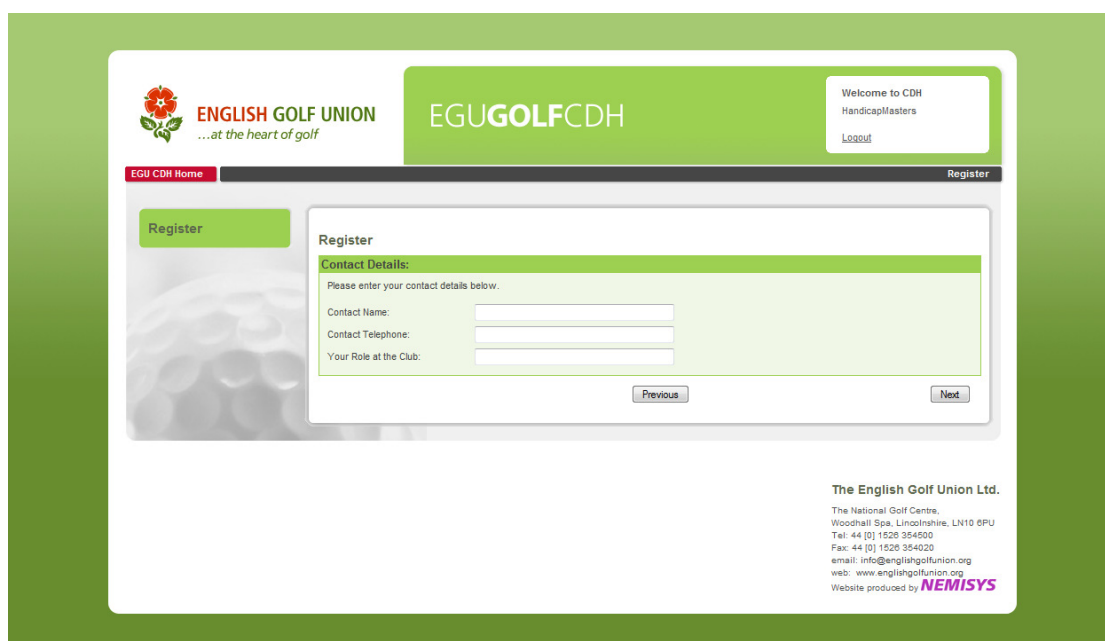 ENGLISH GOLF UNION
...at the heart of golf
EGUGOLFCDH
Welcome to CDH
HandicapMasters
Logout
EGU CDH Home
Register
Register
Register
Contact Details:
Please enter your contact details below.
Contact Name:
Contact Telephone:
Your Role at the Club:
Previous
Next
The English Golf Union Ltd.
The National Golf Centre,
Woodhall Spa, Lincolnshire, LN10 6PU
Tel: 44 [0] 1526 354500
Fax: 44 [0] 1526 354020
email: info@englishgolfunion.org
web: www.englishgolfunion.org
Website produced by NEMISYS